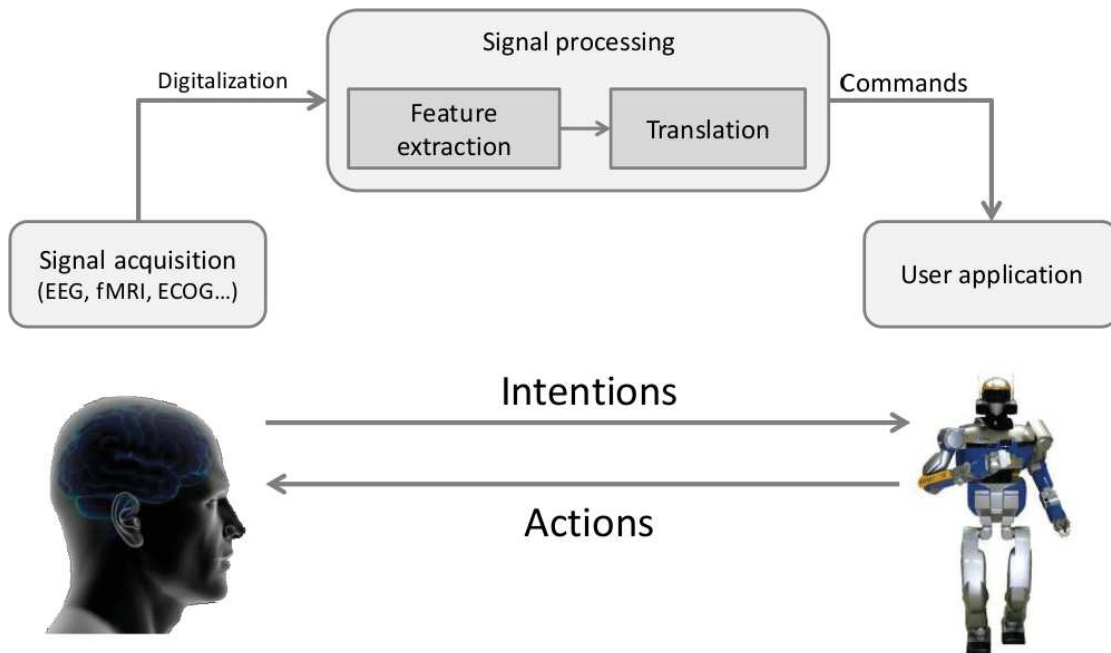 Signal processing
Digitalization
Commands
Feature
extraction
Translation
Signal acquisition
(EEG, fMRI, ECOG...)
User application
Intentions
Actions